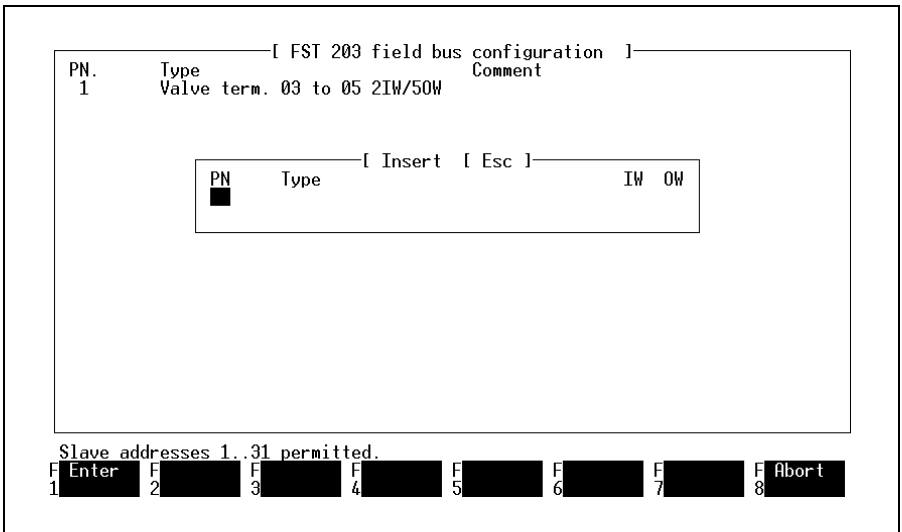 [ FST 203 field bus configuration ]
PN. Type Comment
1 Valve term. 03 to 05 2IW/5OW
[ Insert [ Esc ]
PN Type IW OW
Slave addresses 1..31 permitted.
F1 Enter F2 F3 F4 F5 F6 F7 F8 Abort